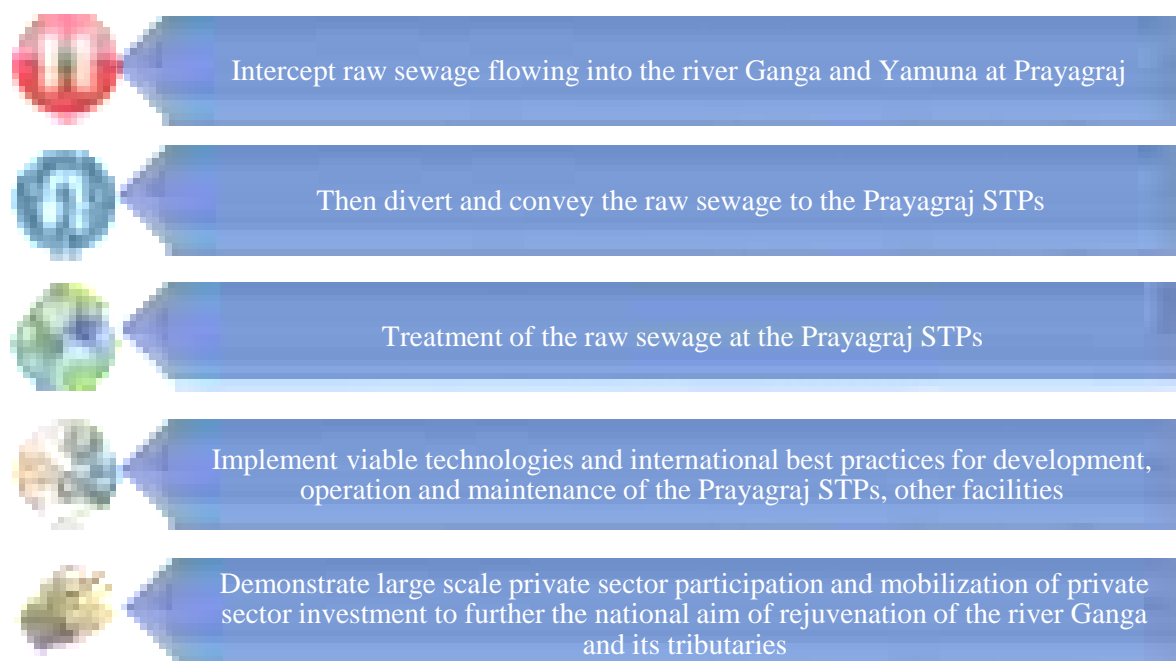 Intercept raw sewage flowing into the river Ganga and Yamuna at Prayagraj
Then divert and convey the raw sewage to the Prayagraj STPs
Treatment of the raw sewage at the Prayagraj STPs
Implement viable technologies and international best practices for development,
operation and maintenance of the Prayagraj STPs, other facilities
Demonstrate large scale private sector participation and mobilization of private
sector investment to further the national aim of rejuvenation of the river Ganga
and its tributaries